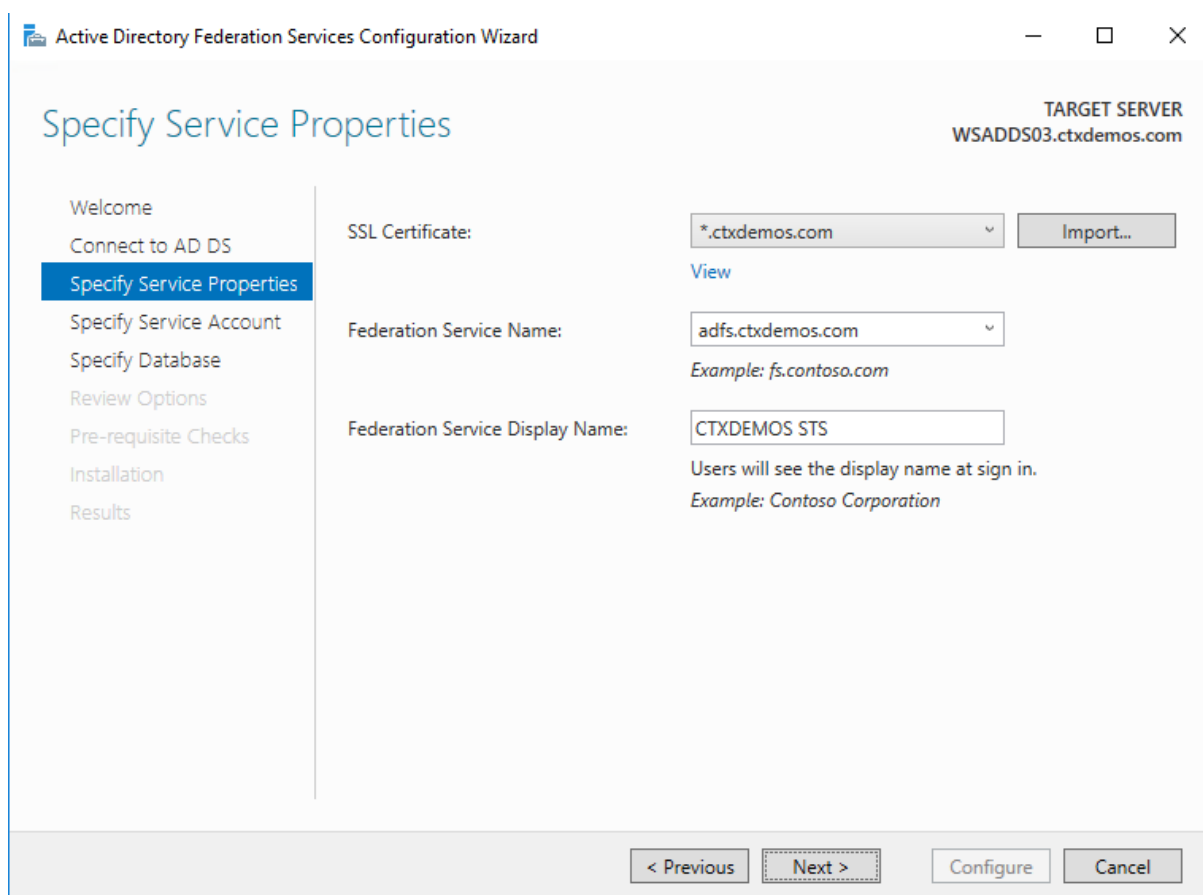 Active Directory Federation Services Configuration Wizard
Specify Service Properties
TARGET SERVER
WSADDS03.ctxdemos.com
Welcome
Connect to AD DS
Specify Service Properties
Specify Service Account
Specify Database
Review Options
Pre-requisite Checks
Installation
Results
SSL Certificate:
*.ctxdemos.com
Import...
View
Federation Service Name:
adfs.ctxdemos.com
Example: fs.contoso.com
Federation Service Display Name:
CTXDEMOS STS
Users will see the display name at sign in.
Example: Contoso Corporation
< Previous
Next >
Configure
Cancel